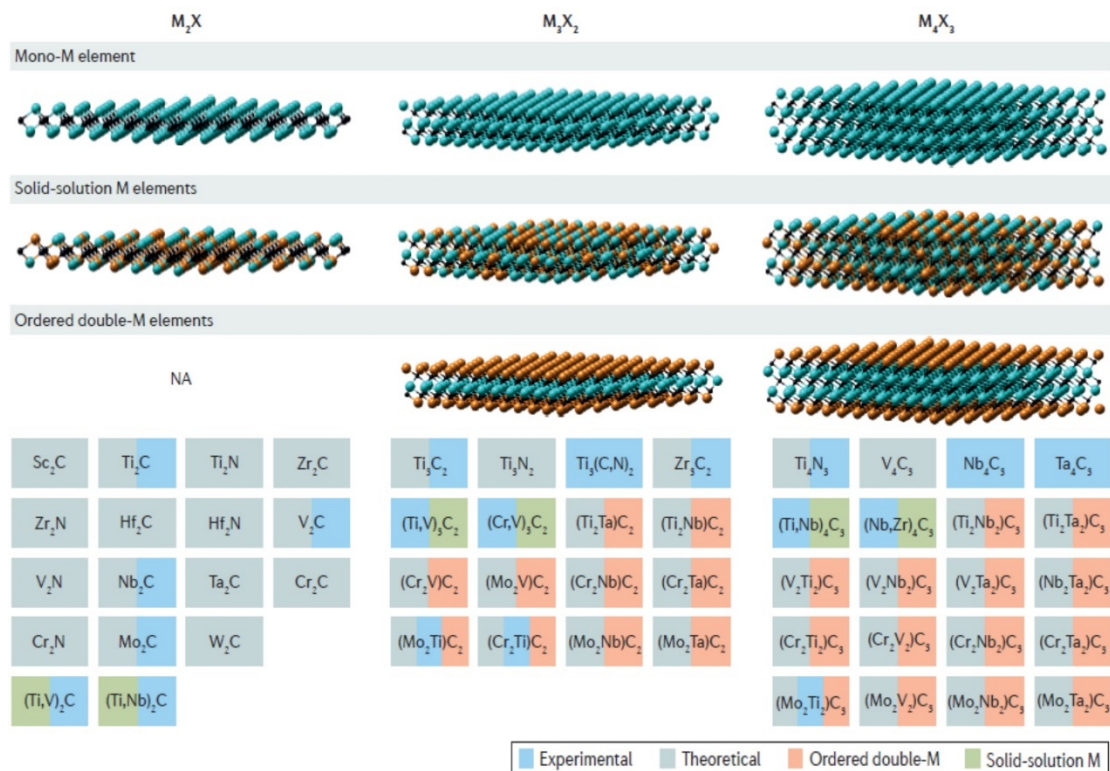 M₂X M₃X₂ M₄X₃
Mono-M element
Solid-solution M elements
Ordered double-M elements
NA
Sc₂C Ti₂C Ti₂N Zr₂C Ti₃C₂ Ti₃N₂ Ti₃(C,N)₂ Zr₃C₂ Ti₄N₃ V₄C₃ Nb₄C₃ Ta₄C₃
Zr₂N Hf₂C Hf₂N V₂C (Ti,V)₃C₂ (Cr,V)₃C₂ (Ti₂Ta)C₂ (Ti₂Nb)C₂ (Ti,Nb)₄C₃ (Nb,Zr)₄C₃ (Ti₂Nb₂)C₃ (Ti₂Ta₂)C₃
V₂N Nb₂C Ta₂C Cr₂C (Cr₂V)C₂ (Mo₂V)C₂ (Cr₂Nb)C₂ (Cr₂Ta)C₂ (V₂Ti₂)C₃ (V₂Nb₂)C₃ (V₂Ta₂)C₃ (Nb₂Ta₂)C₃
Cr₂N Mo₂C W₂C (Mo₂Ti)C₂ (Cr₂Ti)C₂ (Mo₂Nb)C₂ (Mo₂Ta)C₂ (Cr₂Ti₂)C₃ (Cr₂V₂)C₃ (Cr₂Nb₂)C₃ (Cr₂Ta₂)C₃
(Ti,V)₂C (Ti,Nb)₂C (Mo₂Ti₂)C₃ (Mo₂V₂)C₃ (Mo₂Nb₂)C₃ (Mo₂Ta₂)C₃
Experimental Theoretical Ordered double-M Solid-solution M